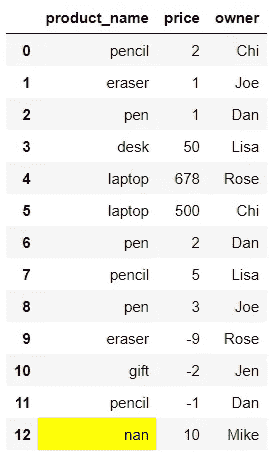 product_name price owner
0 pencil 2 Chi
1 eraser 1 Joe
2 pen 1 Dan
3 desk 50 Lisa
4 laptop 678 Rose
5 laptop 500 Chi
6 pen 2 Dan
7 pencil 5 Lisa
8 pen 3 Joe
9 eraser -9 Rose
10 gift -2 Jen
11 pencil -1 Dan
12 nan 10 Mike